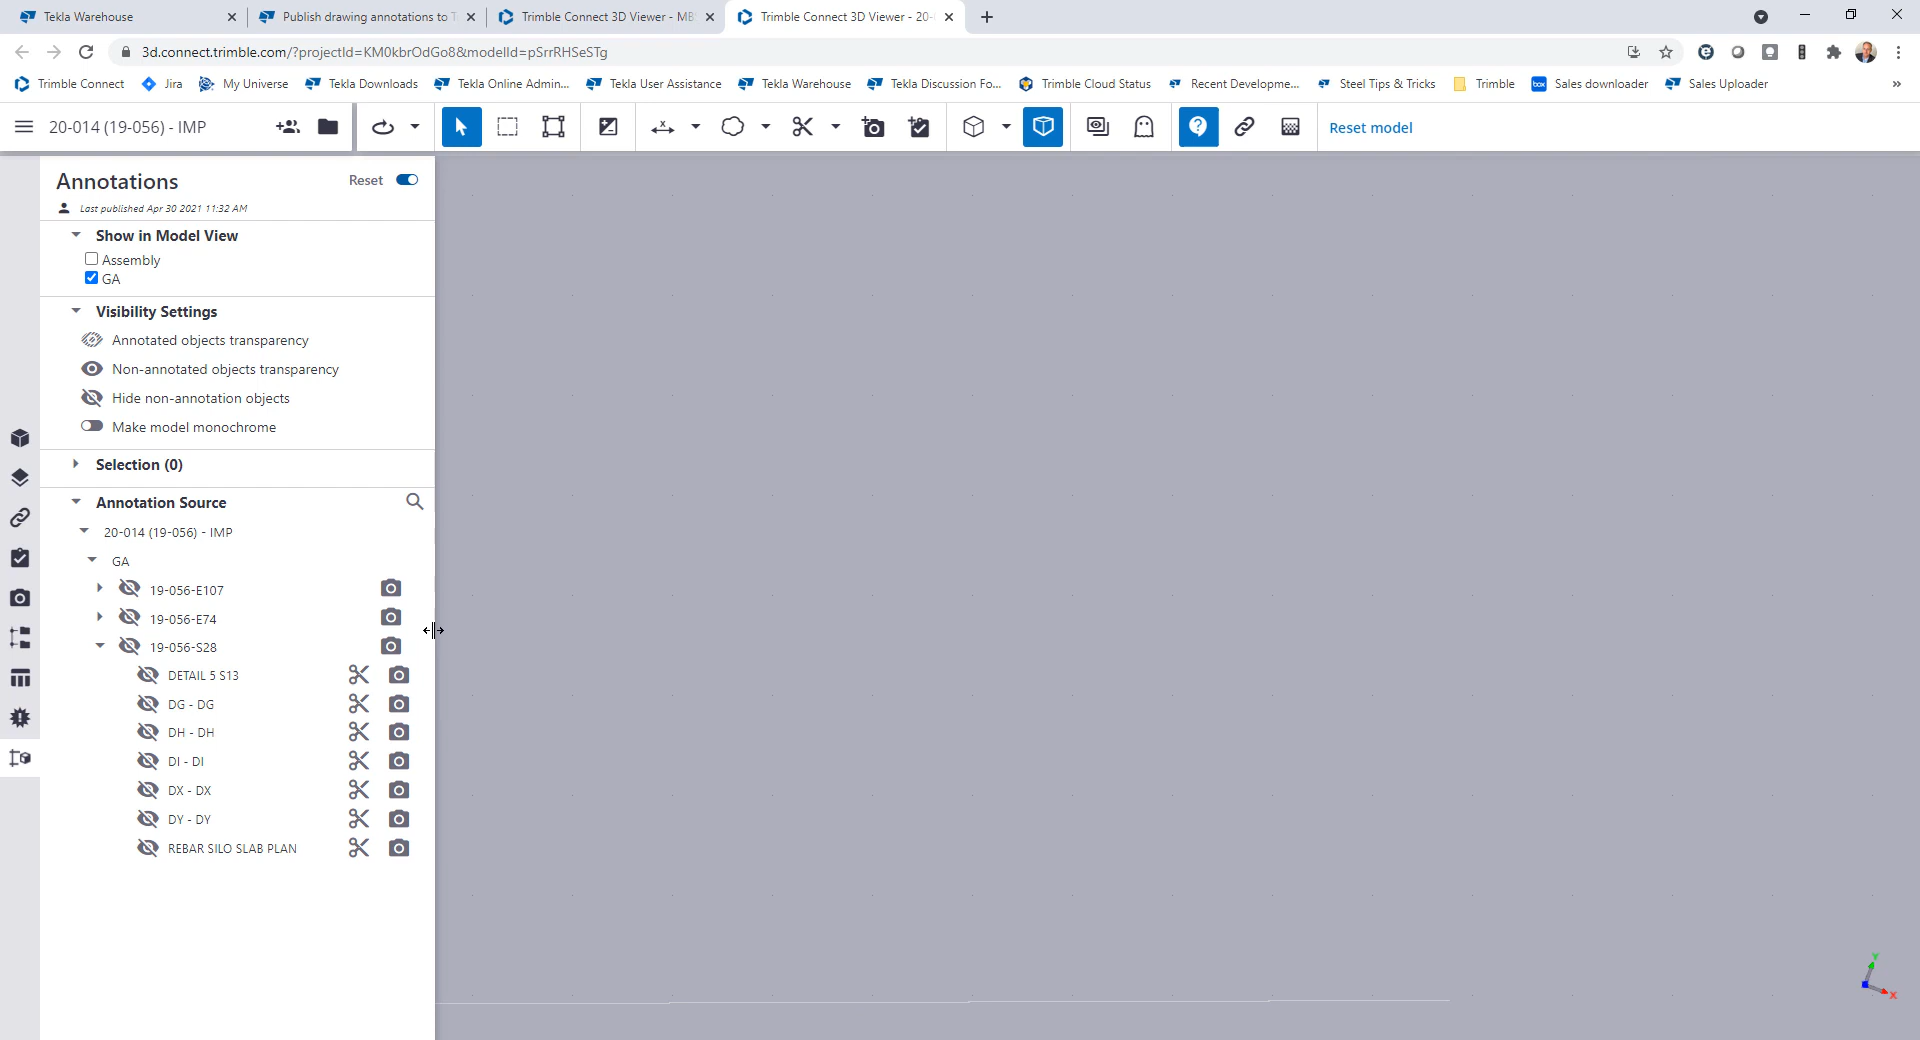 Tekla Warehouse
Publish drawing annotations to T
Trimble Connect 3D Viewer - MB
Trimble Connect 3D Viewer - 20-
3d.connect.trimble.com/?projectId=KM0kbrOdGo8&modelId=pSrrRHSeSTg
Trimble Connect
Jira
My Universe
Tekla Downloads
Tekla Online Admin...
Tekla User Assistance
Tekla Warehouse
Tekla Discussion Fo...
Trimble Cloud Status
Recent Developme...
Steel Tips & Tricks
Trimble
box
Sales downloader
Sales Uploader
20-014 (19-056) - IMP
Reset model
Annotations
Reset
Last published Apr 30 2021 11:32 AM
Show in Model View
Assembly
GA
Visibility Settings
Annotated objects transparency
Non-annotated objects transparency
Hide non-annotation objects
Make model monochrome
Selection (0)
Annotation Source
20-014 (19-056) - IMP
GA
19-056-E107
19-056-E74
19-056-S28
DETAIL 5 S13
DG - DG
DH - DH
DI - DI
DX - DX
DY - DY
REBAR SILO SLAB PLAN
Y
X